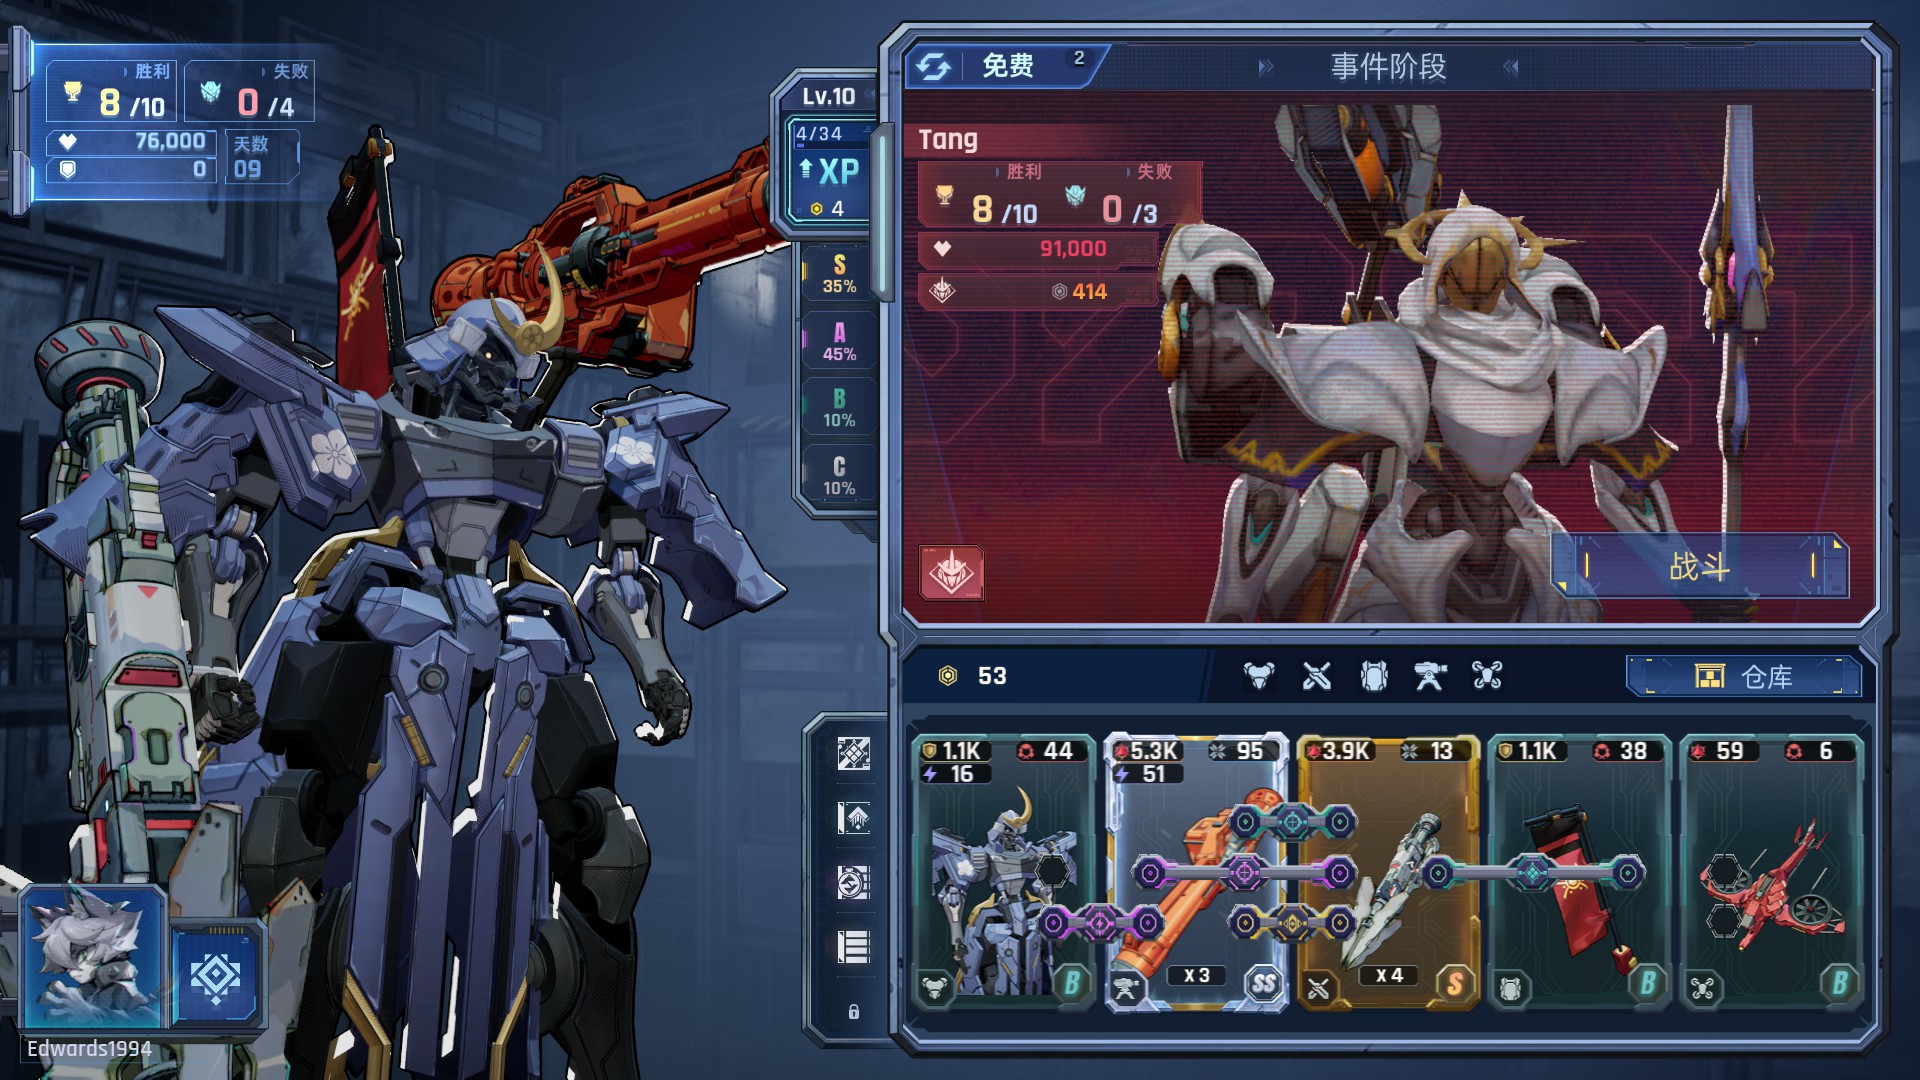 胜利
8 /10
失败
0 /4
76,000
0
天数
09
Lv.10
4/34
XP
4
S
35%
A
45%
B
10%
C
10%
免费 2
事件阶段
Tang
胜利
8 /10
失败
0 /3
91,000
414
战斗
53
仓库
1.1K 44
16
B
5.3K 95
51
x3
SS
3.9K 13
x4
S
1.1K 38
B
59 6
B
Edwards1994